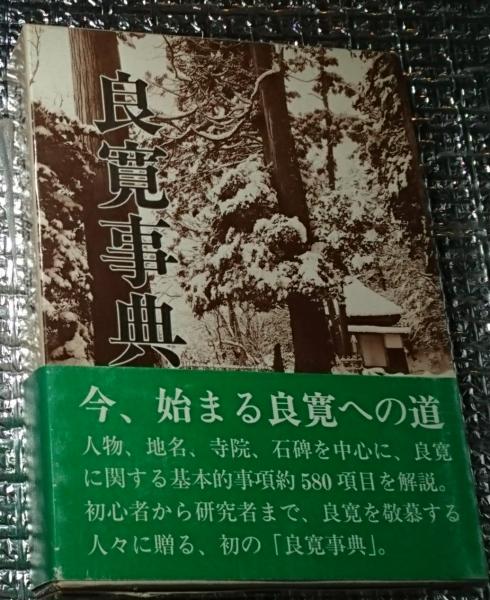 良寛事典
今、始まる良寛への道
人物、地名、寺院、石碑を中心に、良寛
に関する基本的事項約580項目を解説。
初心者から研究者まで、良寛を敬慕する
人々に贈る、初の「良寛事典」。